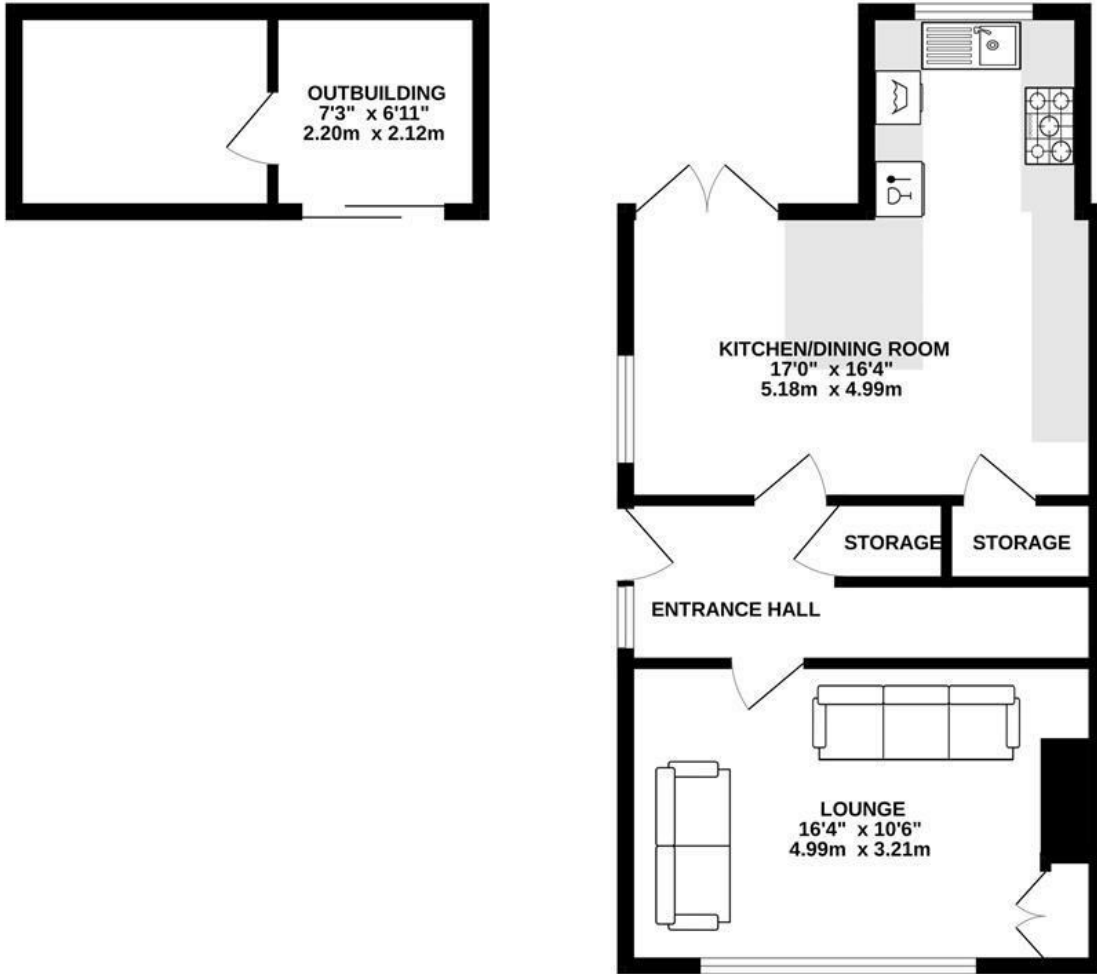 OUTBUILDING
7'3" x 6'11"
2.20m x 2.12m
KITCHEN/DINING ROOM
17'0" x 16'4"
5.18m x 4.99m
STORAGE
STORAGE
ENTRANCE HALL
LOUNGE
16'4" x 10'6"
4.99m x 3.21m